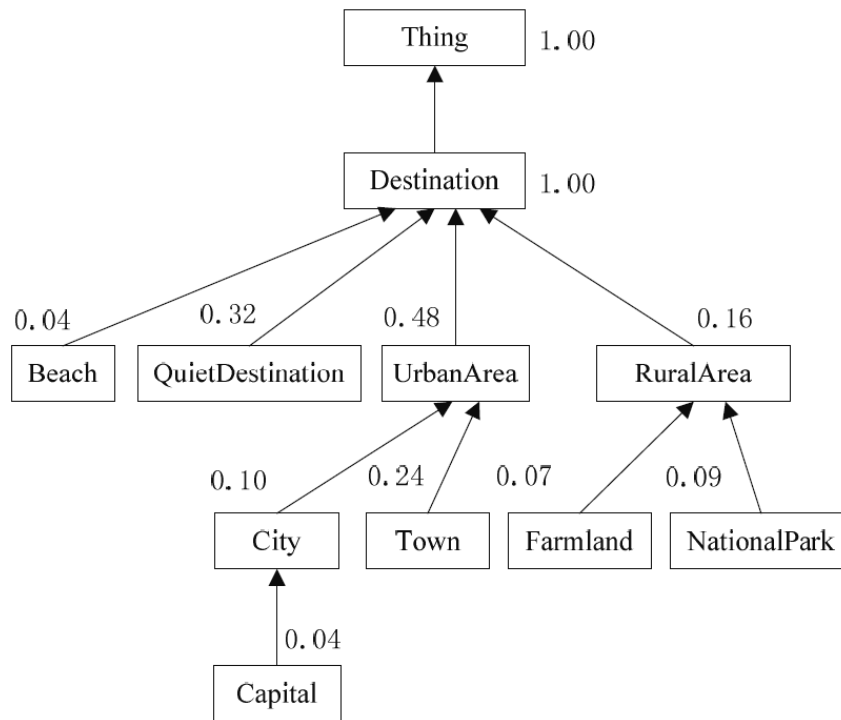 Thing
1.00
Destination
1.00
0.04
0.32
0.48
0.16
Beach
QuietDestination
UrbanArea
RuralArea
0.10
0.24
0.07
0.09
City
Town
Farmland
NationalPark
0.04
Capital